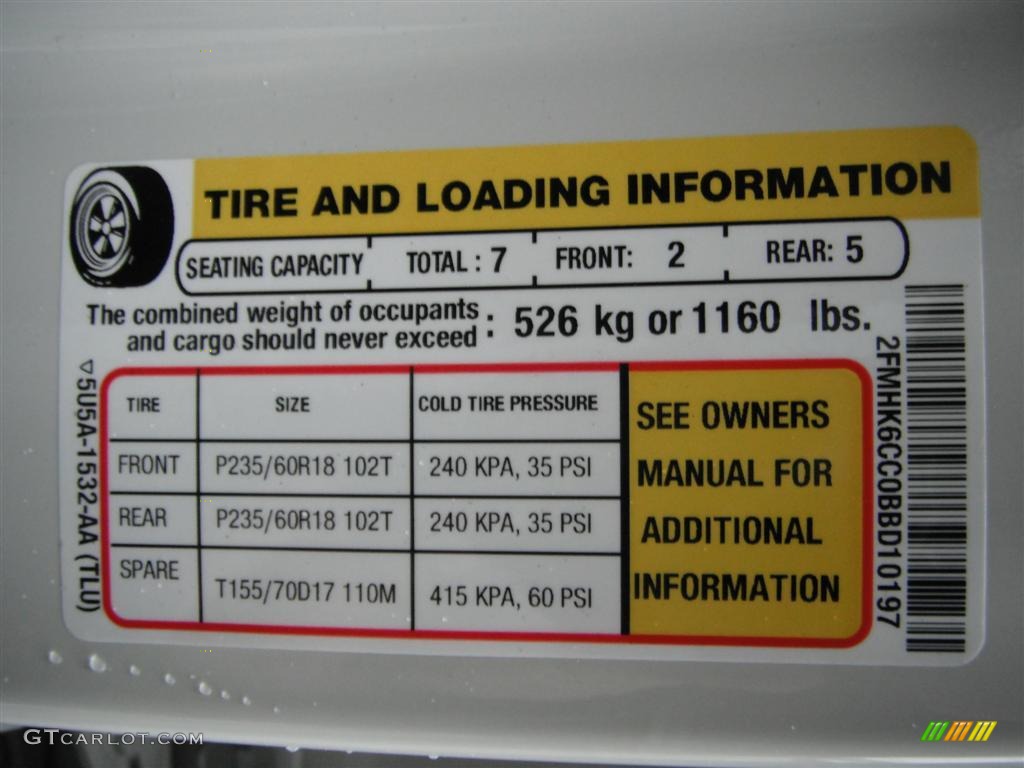 TIRE AND LOADING INFORMATION
SEATING CAPACITY TOTAL : 7 FRONT: 2 REAR: 5
The combined weight of occupants
and cargo should never exceed : 526 kg or 1160 lbs.
▽5U5A-1532-AA (TLU)
TIRE SIZE COLD TIRE PRESSURE
FRONT P235/60R18 102T 240 KPA, 35 PSI
REAR P235/60R18 102T 240 KPA, 35 PSI
SPARE T155/70D17 110M 415 KPA, 60 PSI
SEE OWNERS
MANUAL FOR
ADDITIONAL
INFORMATION
2FMHK6CC0BBD10197
GTCARLOT.COM